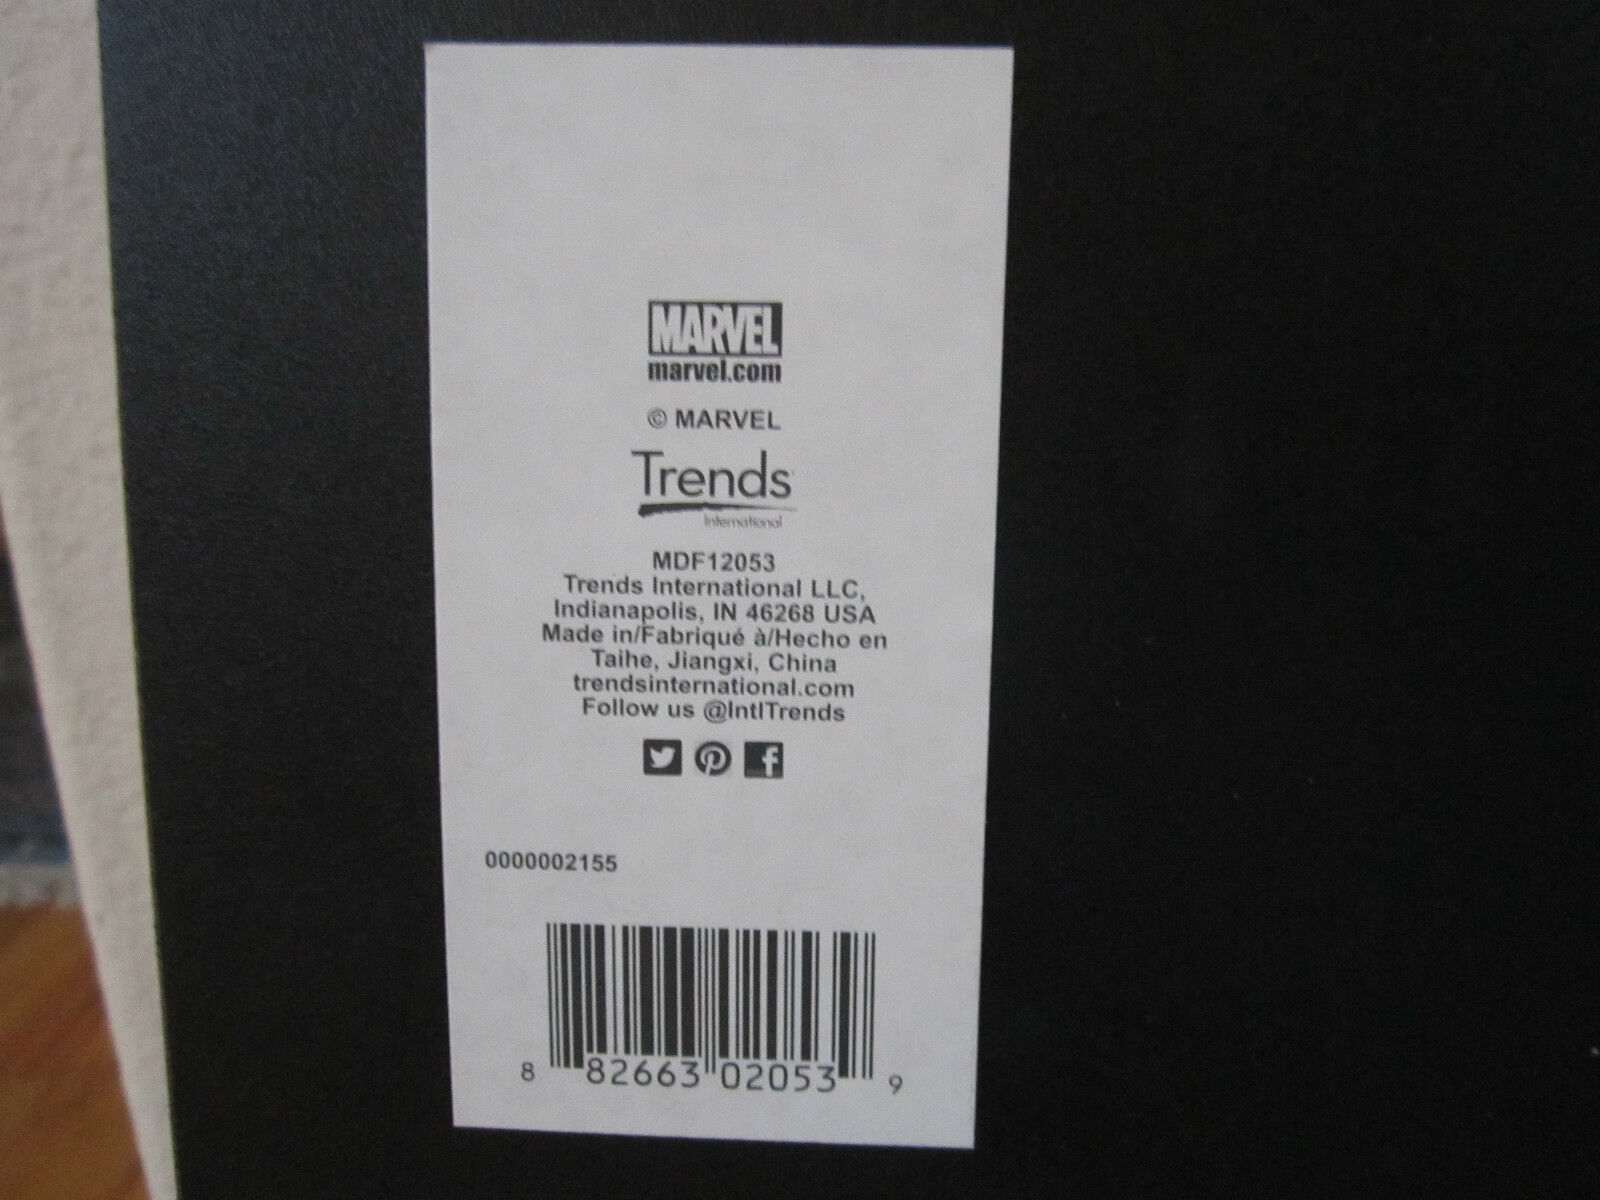 MARVEL
marvel.com
© MARVEL
Trends
International
MDF12053
Trends International LLC,
Indianapolis, IN 46268 USA
Made in/Fabriqué à/Hecho en
Taihe, Jiangxi, China
trendsinternational.com
Follow us @IntlTrends
0000002155
8 82663 02053 9